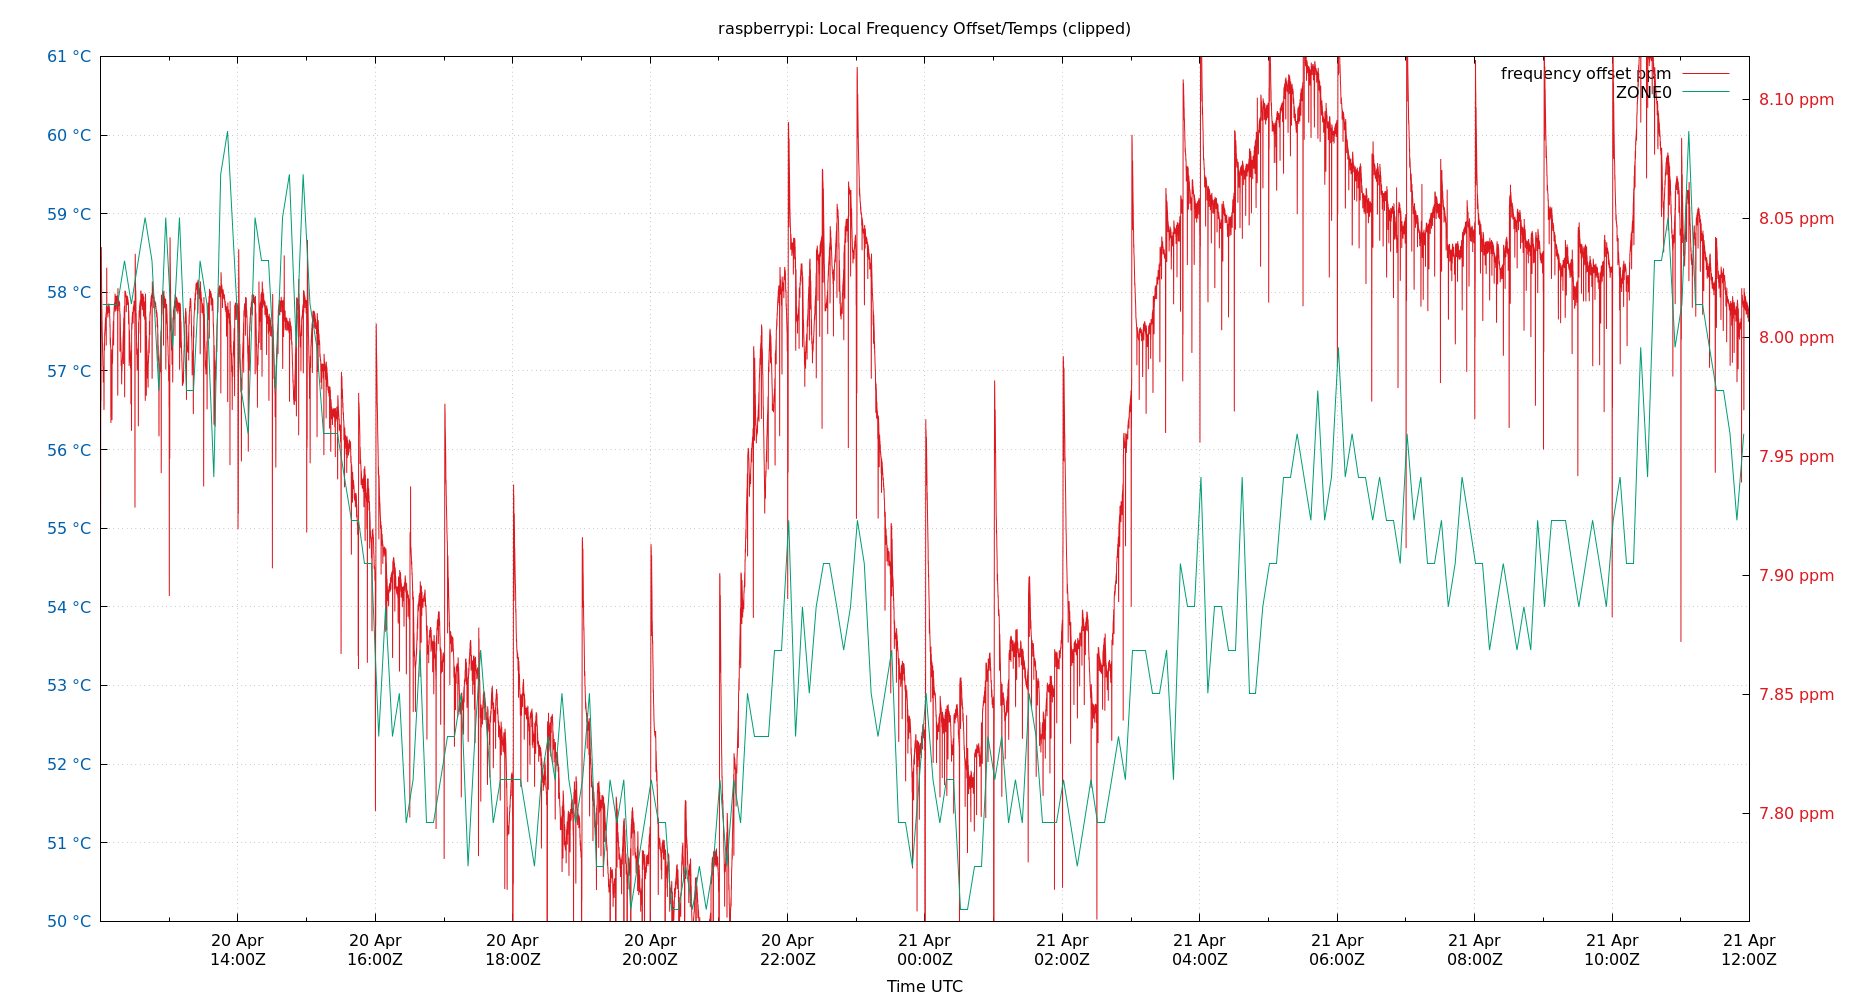 raspberrypi: Local Frequency Offset/Temps (clipped)
61 °C
60 °C
59 °C
58 °C
57 °C
56 °C
55 °C
54 °C
53 °C
52 °C
51 °C
50 °C
frequency offset ppm
ZONE0
8.10 ppm
8.05 ppm
8.00 ppm
7.95 ppm
7.90 ppm
7.85 ppm
7.80 ppm
20 Apr
14:00Z
20 Apr
16:00Z
20 Apr
18:00Z
20 Apr
20:00Z
20 Apr
22:00Z
21 Apr
00:00Z
21 Apr
02:00Z
21 Apr
04:00Z
21 Apr
06:00Z
21 Apr
08:00Z
21 Apr
10:00Z
21 Apr
12:00Z
Time UTC